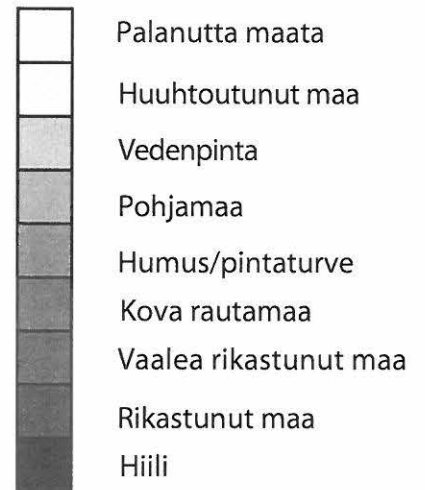 Palanutta maata
Huuhtoutunut maa
Vedenpinta
Pohjamaa
Humus/pintaturve
Kova rautamaa
Vaalea rikastunut maa
Rikastunut maa
Hiili